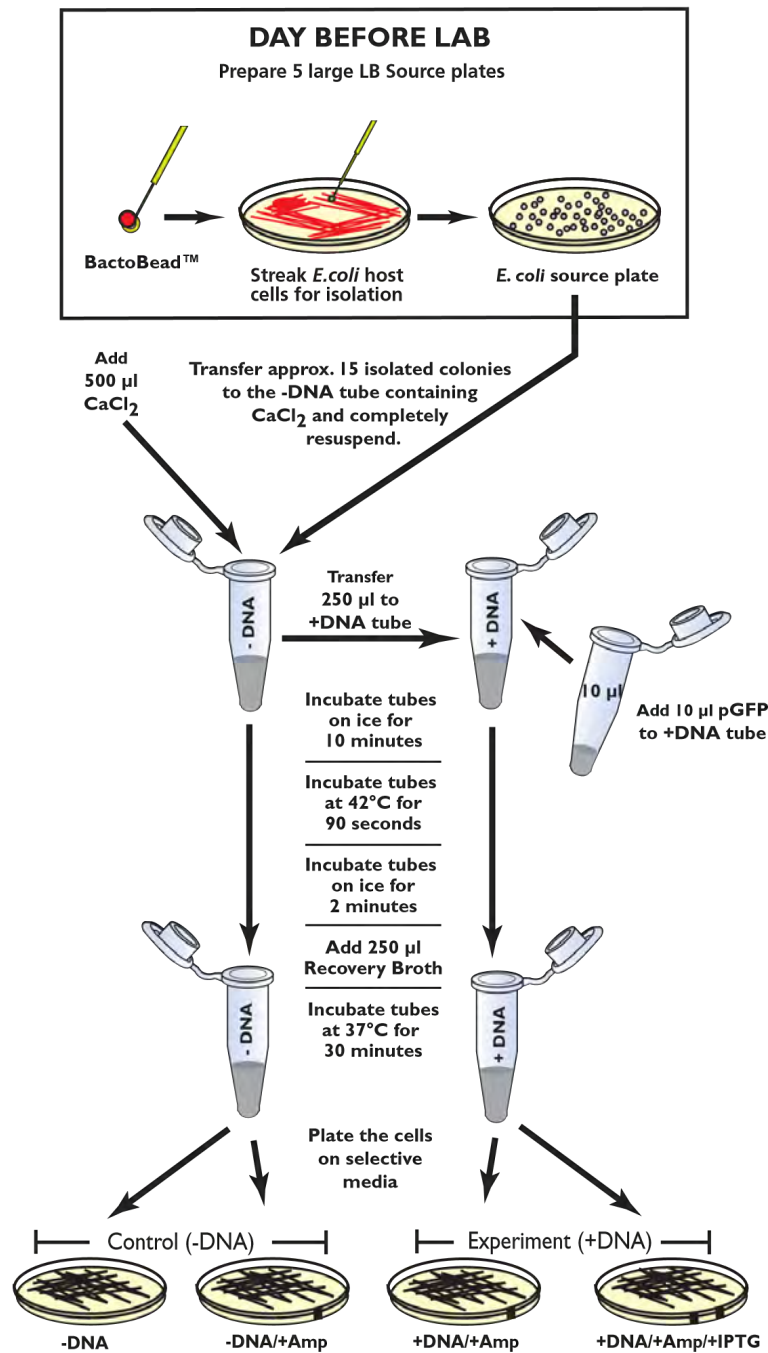 DAY BEFORE LAB
Prepare 5 large LB Source plates
BactoBead™
Streak E.coli host
cells for isolation
E. coli source plate
Add
500 µl
CaCl2
Transfer approx. 15 isolated colonies
to the -DNA tube containing
CaCl2 and completely
resuspend.
- DNA
Transfer
250 µl to
+DNA tube
+ DNA
10 µl
Add 10 µl pGFP
to +DNA tube
Incubate tubes
on ice for
10 minutes
Incubate tubes
at 42°C for
90 seconds
Incubate tubes
on ice for
2 minutes
Add 250 µl
Recovery Broth
Incubate tubes
at 37°C for
30 minutes
- DNA
+ DNA
Plate the cells
on selective
media
Control (-DNA)
Experiment (+DNA)
-DNA
-DNA/+Amp
+DNA/+Amp
+DNA/+Amp/+IPTG